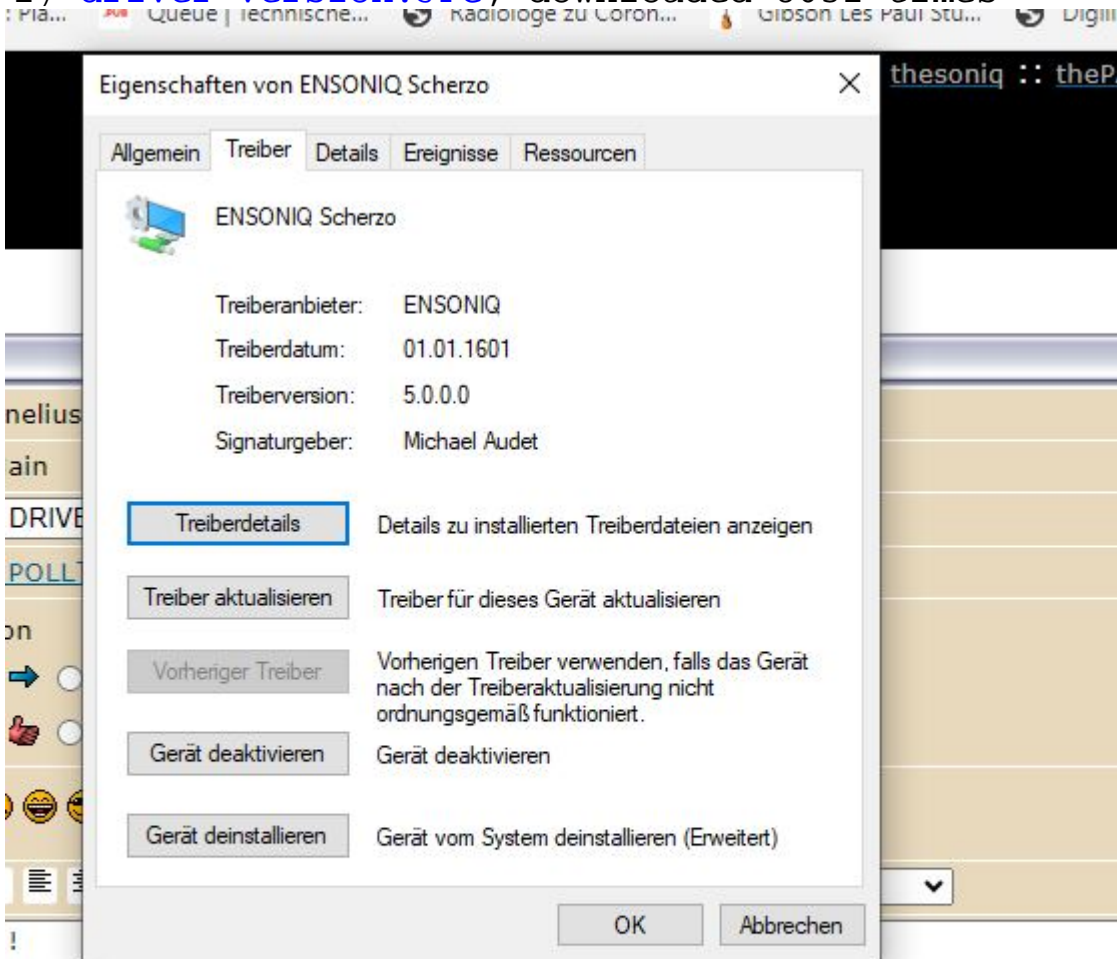 downloaded
Queue | Technische...
Radiologe zu Coron...
Gibson Les Paul Stu...
Eigenschaften von ENSONIQ Scherzo
thesoniq :: theP
Allgemein Treiber Details Ereignisse Ressourcen
ENSONIQ Scherzo
Treiberanbieter: ENSONIQ
Treiberdatum: 01.01.1601
nelius
Treiberversion: 5.0.0.0
Signaturgeber: Michael Audet
ain
DRIVE
Treiberdetails Details zu installierten Treiberdateien anzeigen
POLL
Treiber aktualisieren Treiber für dieses Gerät aktualisieren
on
Vorheriger Treiber Vorherigen Treiber verwenden, falls das Gerät
nach der Treiberaktualisierung nicht
ordnungsgemäß funktioniert.
Gerät deaktivieren Gerät deaktivieren
Gerät deinstallieren Gerät vom System deinstallieren (Erweitert)
OK Abbrechen
!